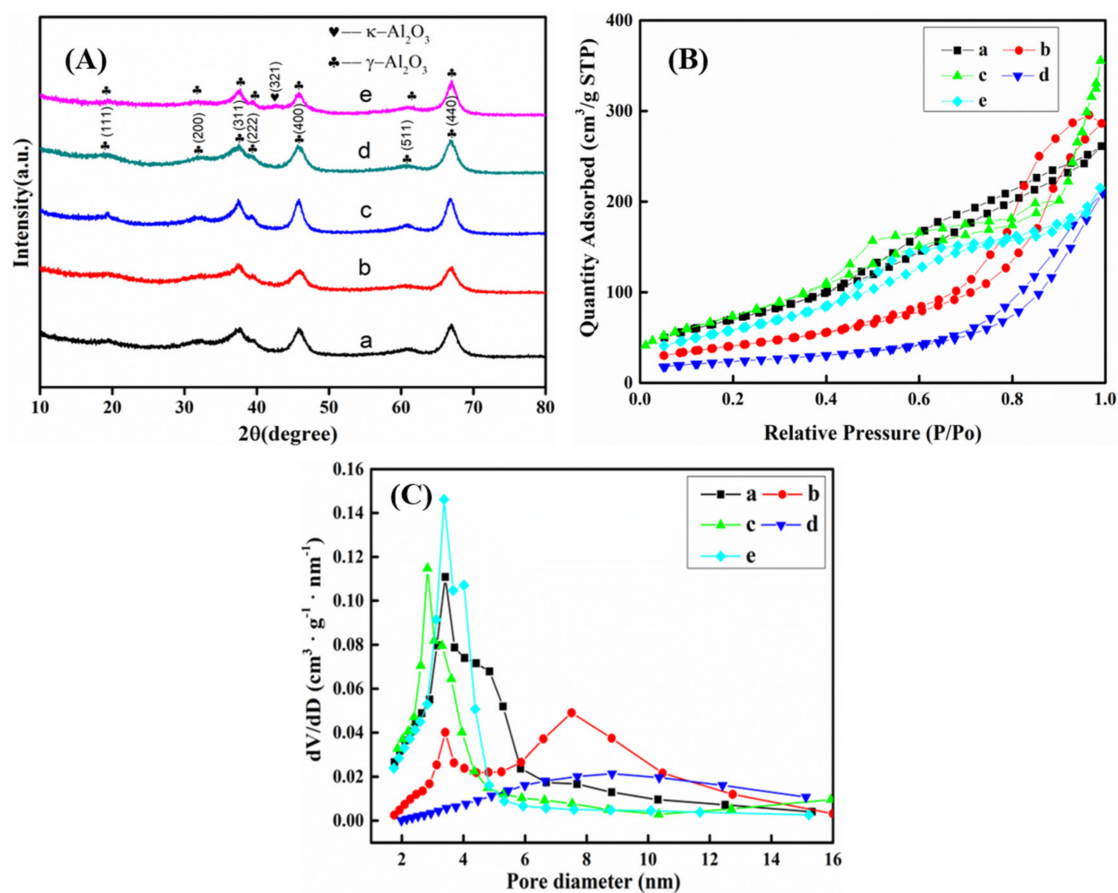 (A)
♥— κ–Al₂O₃
♣— γ–Al₂O₃
(321)
e
(111)
(200)
(311)
(222)
(400)
(511)
(440)
d
c
b
a
Intensity(a.u.)
10 20 30 40 50 60 70 80
2θ(degree)
(B)
a b
c d
e
Quantity Adsorbed (cm³/g STP)
400
300
200
100
0
0.0 0.2 0.4 0.6 0.8 1.0
Relative Pressure (P/Po)
(C)
a b
c d
e
dV/dD (cm³ · g⁻¹ · nm⁻¹)
0.16
0.14
0.12
0.10
0.08
0.06
0.04
0.02
0.00
2 4 6 8 10 12 14 16
Pore diameter (nm)